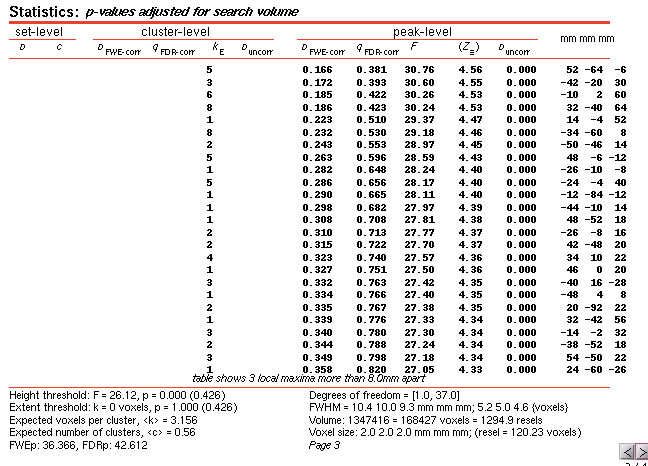 Statistics: p-values adjusted for search volume
set-level cluster-level peak-level
p c p FWE-corr q FDR-corr k E p uncorr p FWE-corr q FDR-corr F (Z≡) p uncorr mm mm mm
5 0.166 0.381 30.76 4.56 0.000 52 -64 -6
3 0.172 0.393 30.60 4.55 0.000 -42 -20 30
6 0.185 0.422 30.26 4.53 0.000 -10 2 60
8 0.186 0.423 30.24 4.53 0.000 32 -40 64
1 0.223 0.510 29.37 4.47 0.000 14 -4 52
8 0.232 0.530 29.18 4.46 0.000 -34 -60 8
2 0.243 0.553 28.97 4.45 0.000 -50 -46 14
5 0.263 0.596 28.59 4.43 0.000 48 -6 -12
1 0.282 0.648 28.24 4.40 0.000 -26 -10 -8
5 0.286 0.656 28.17 4.40 0.000 -24 -4 40
1 0.290 0.665 28.11 4.40 0.000 -12 -84 -12
1 0.298 0.682 27.97 4.39 0.000 -44 -10 14
1 0.308 0.708 27.81 4.38 0.000 48 -52 18
2 0.310 0.713 27.77 4.37 0.000 -26 -8 16
2 0.315 0.722 27.70 4.37 0.000 42 -48 20
4 0.323 0.740 27.57 4.36 0.000 34 10 22
1 0.327 0.751 27.50 4.36 0.000 46 0 20
3 0.332 0.763 27.42 4.35 0.000 -40 16 -28
1 0.334 0.766 27.40 4.35 0.000 -48 4 8
2 0.335 0.767 27.38 4.35 0.000 20 -92 22
1 0.339 0.776 27.33 4.34 0.000 32 -42 56
3 0.340 0.780 27.30 4.34 0.000 -14 -2 32
2 0.344 0.788 27.24 4.34 0.000 -38 -52 18
3 0.349 0.798 27.18 4.34 0.000 54 -50 22
1 0.358 0.820 27.05 4.33 0.000 24 -60 -26
table shows 3 local maxima more than 8.0mm apart
Height threshold: F = 26.12, p = 0.000 (0.426)
Extent threshold: k = 0 voxels, p = 1.000 (0.426)
Expected voxels per cluster, <k> = 3.156
Expected number of clusters, <c> = 0.56
FWEp: 36.366, FDRp: 42.612
Degrees of freedom = [1.0, 37.0]
FWHM = 10.4 10.0 9.3 mm mm mm; 5.2 5.0 4.6 {voxels}
Volume: 1347416 = 168427 voxels = 1294.9 resels
Voxel size: 2.0 2.0 2.0 mm mm mm; (resel = 120.23 voxels)
Page 3